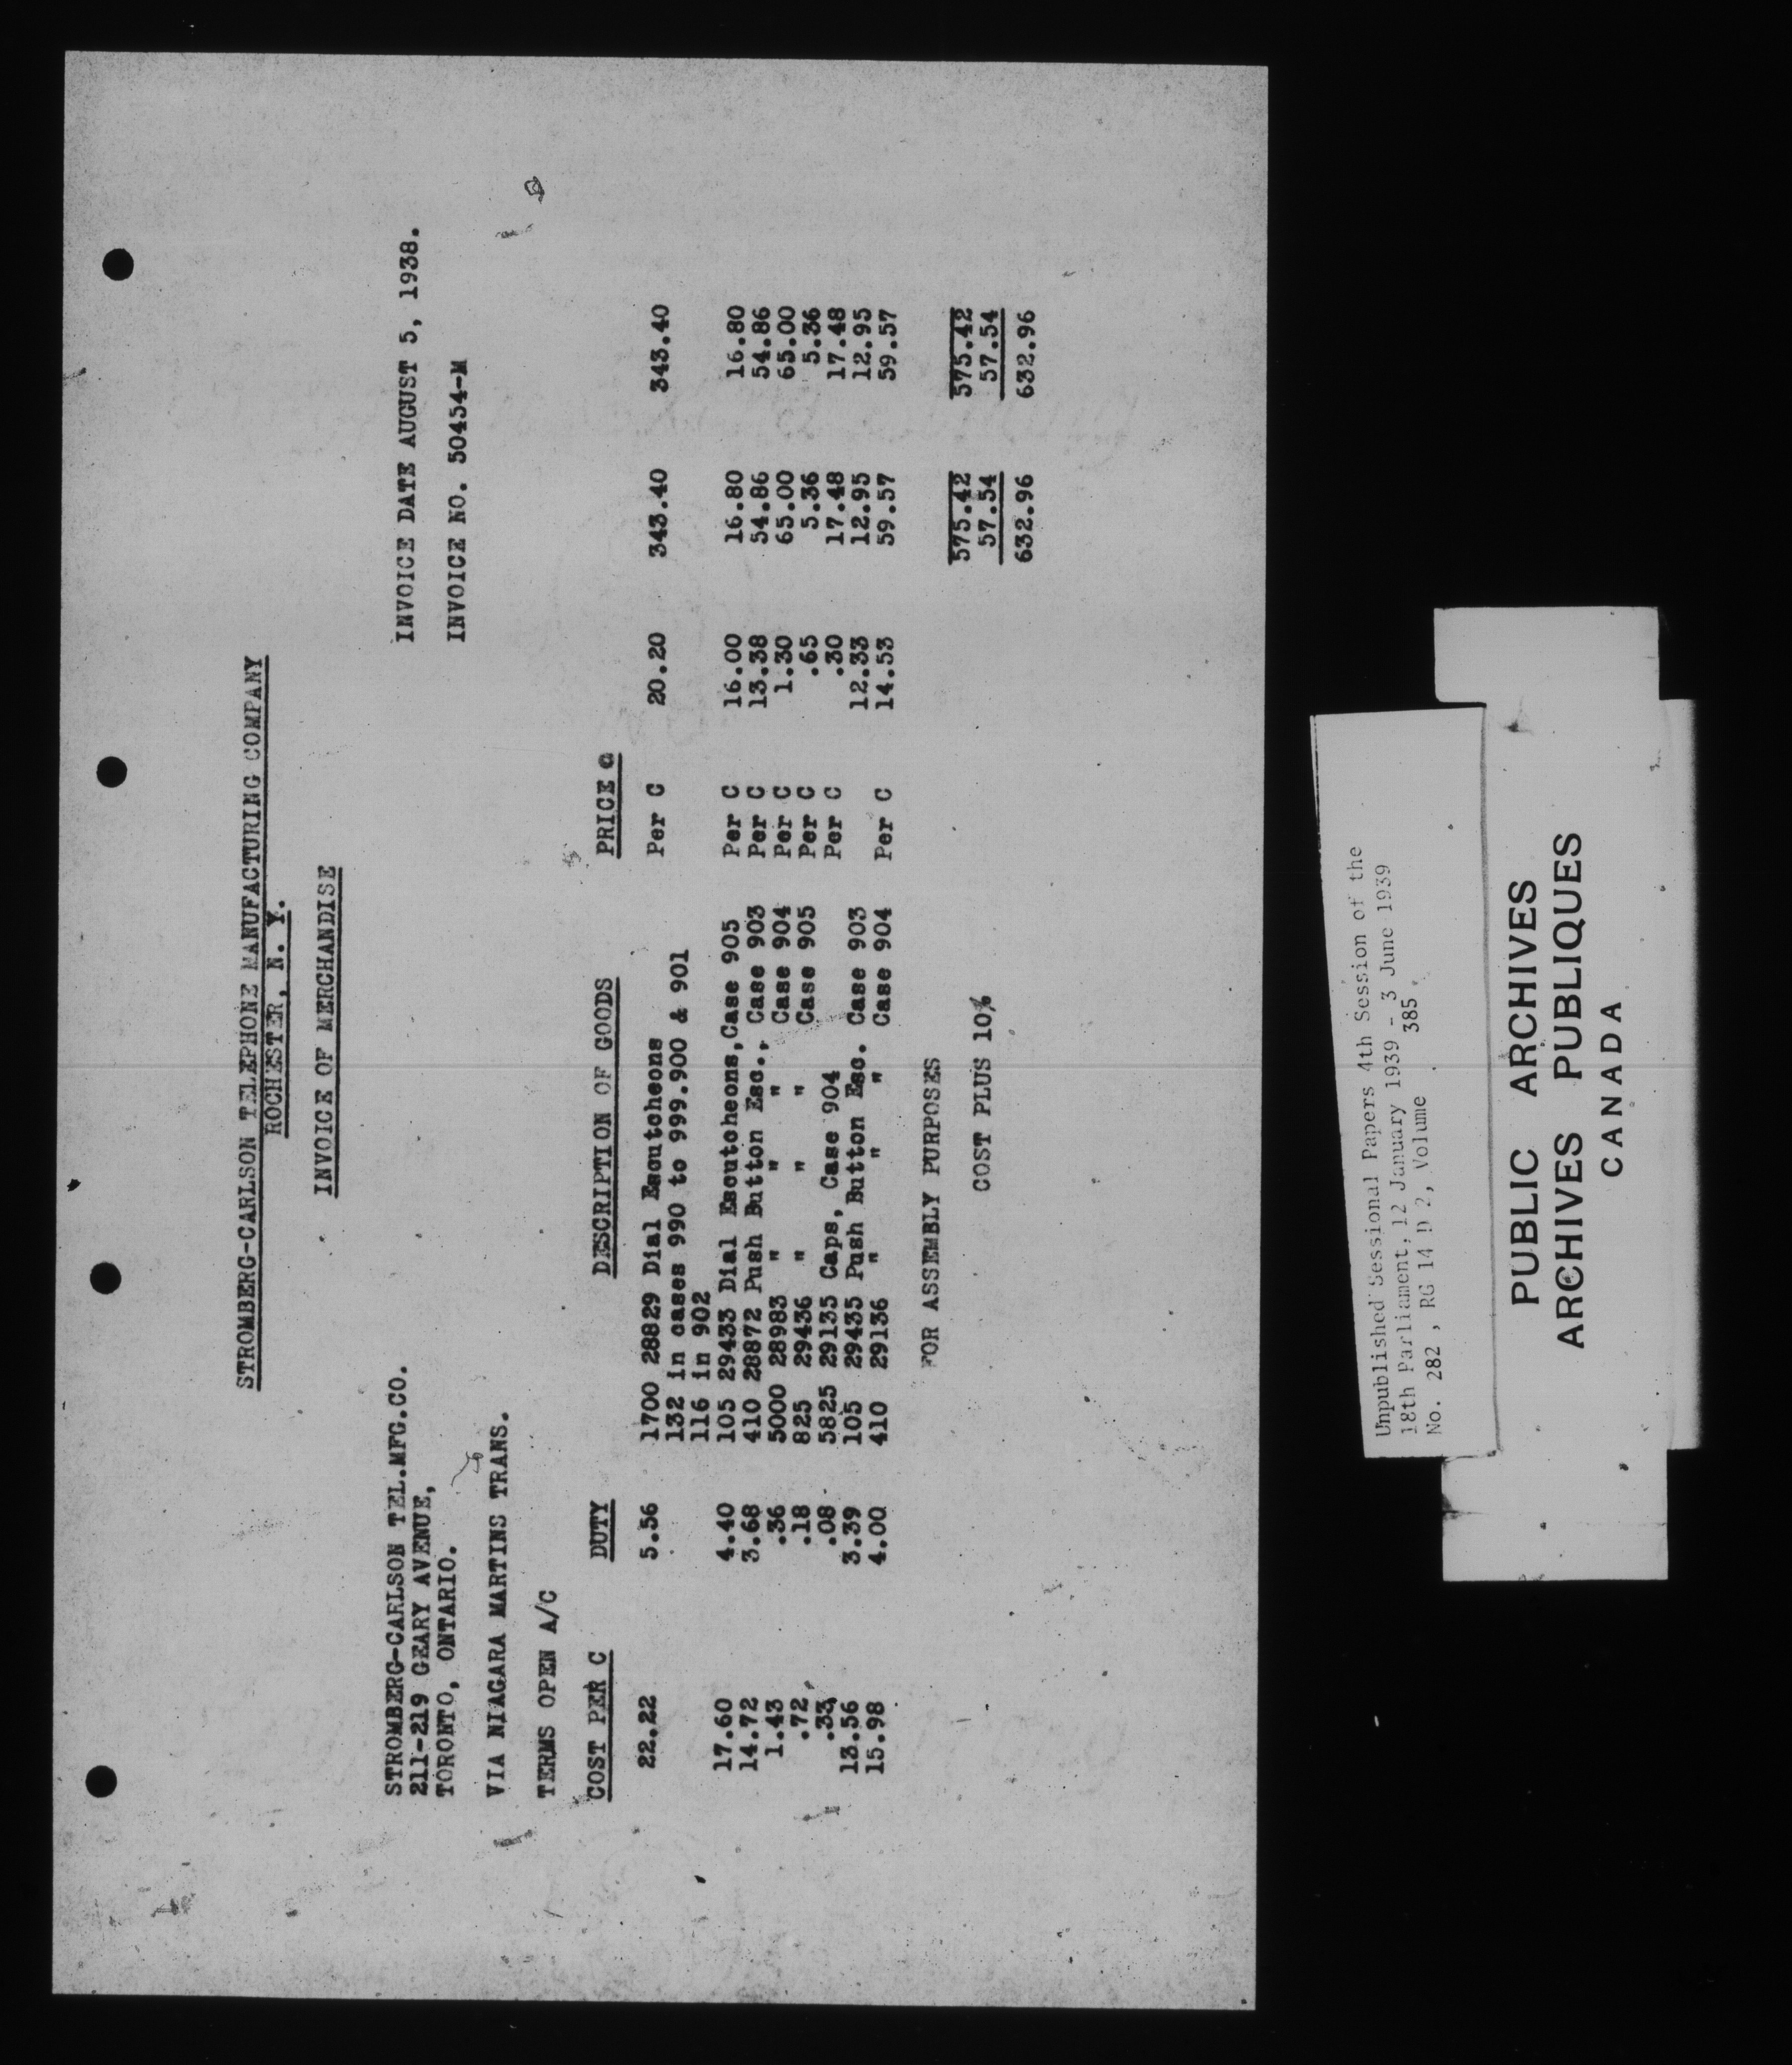 STROMBERG-CARLSON TELEPHONE MANUFACTURING COMPANY
ROCHESTER, N. Y.
INVOICE OF MERCHANDISE
STROMBERG-CARLSON TEL.MFG.CO. INVOICE DATE AUGUST 5, 1938.
211-219 GEARY AVENUE,
TORONTO, ONTARIO. INVOICE NO. 50454-M
VIA NIAGARA MARTINS TRANS.
TERMS OPEN A/C
COST PER C DUTY DESCRIPTION OF GOODS PRICE @
22.22 5.56 1700 28829 Dial Escutcheons Per C 20.20 343.40 343.40
132 in cases 990 to 999.900 & 901
116 in 902
17.60 4.40 105 29433 Dial Escutcheons,Case 905 Per C 16.00 16.80 16.80
14.72 3.68 410 28872 Push Button Esc., Case 903 Per C 13.38 54.86 54.86
1.43 .36 5000 28983 " " " Case 904 Per C 1.30 65.00 65.00
.72 .18 825 29436 " " " Case 905 Per C .65 5.36 5.36
.33 .08 5825 29135 Caps, Case 904 Per C .30 17.48 17.48
13.56 3.39 105 29435 Push Button Esc. Case 903 12.33 12.95 12.95
15.98 4.00 410 29136 " " " Case 904 Per C 14.53 59.57 59.57
FOR ASSEMBLY PURPOSES 575.42 575.42
57.54 57.54
COST PLUS 10% 632.96 632.96
Unpublished Sessional Papers 4th Session of the
18th Parliament, 12 January 1939 - 3 June 1939
No. 282, RG 14 D 2, Volume 385
PUBLIC ARCHIVES
ARCHIVES PUBLIQUES
CANADA